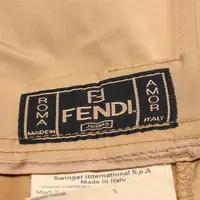 ROMA
MADE IN
FENDI
Jeans
AMOR
ITALY
Swinger International S.p.A
Made in Italy